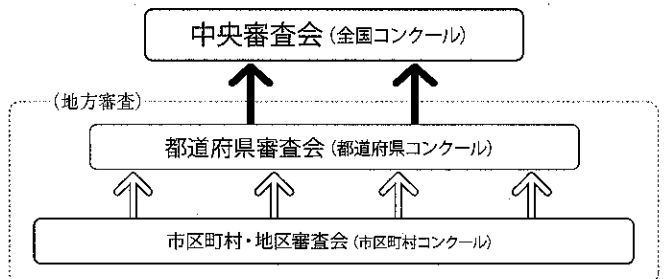 中央審査会(全国コンクール)
(地方審査)
都道府県審査会(都道府県コンクール)
市区町村・地区審査会(市区町村コンクール)